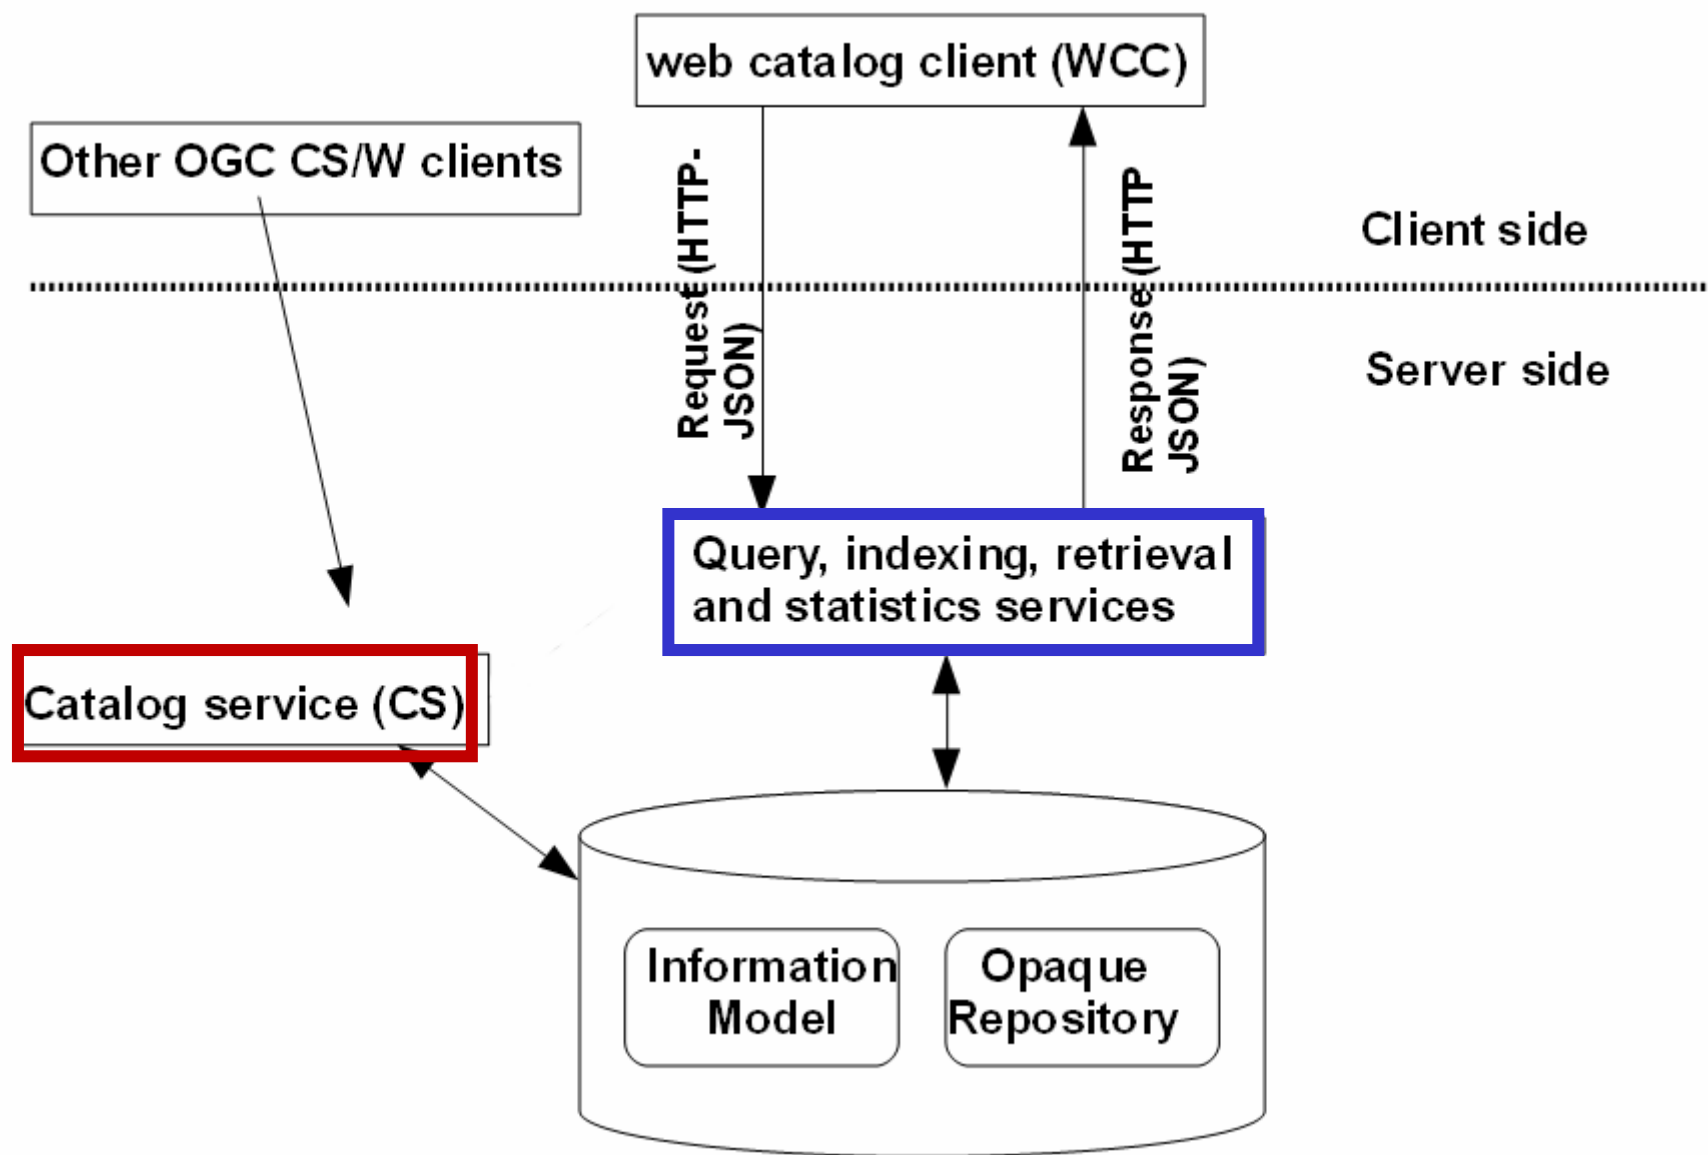 web catalog client (WCC)
Other OGC CS/W clients
Request (HTTP-
JSON)
Response (HTTP
JSON)
Client side
Server side
Query, indexing, retrieval
and statistics services
Catalog service (CS)
Information
Model
Opaque
Repository